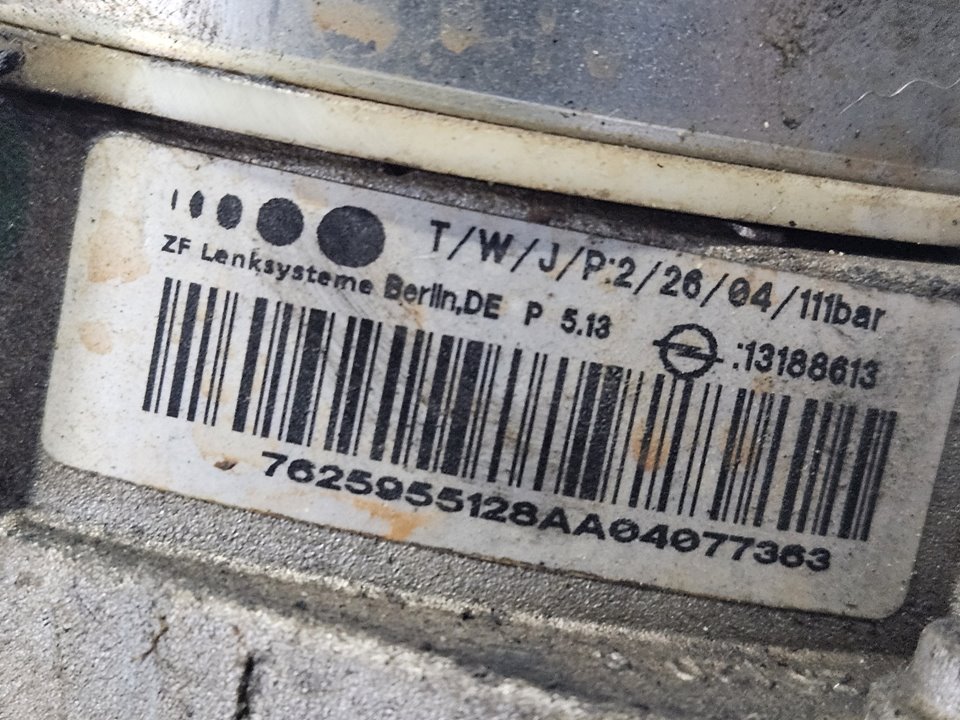 T/W/J/P:2/26/04/111bar
ZF Lenksysteme Berlin,DE P 5.13 :13188613
7625955128AA04077363